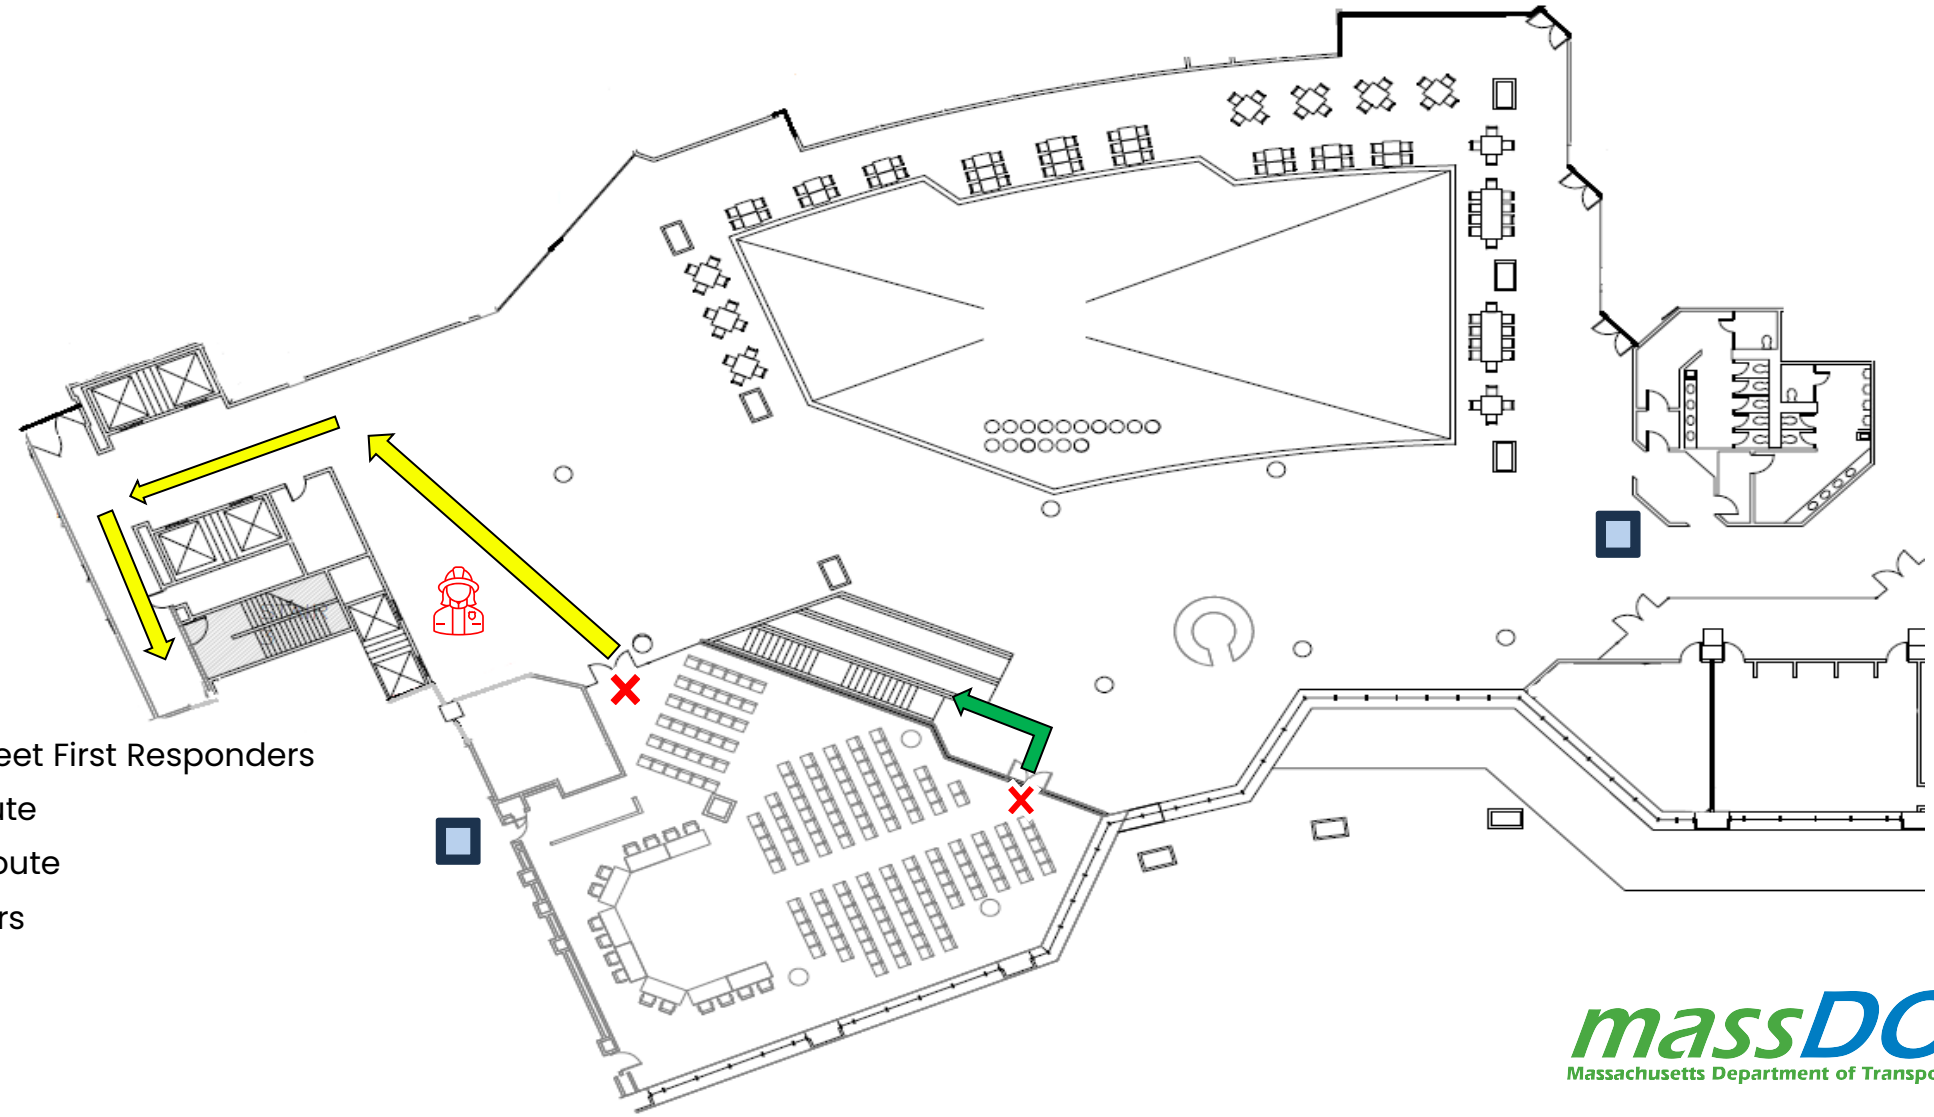 eet First Responders
ute
oute
rs
massDO
Massachusetts Department of Transpo